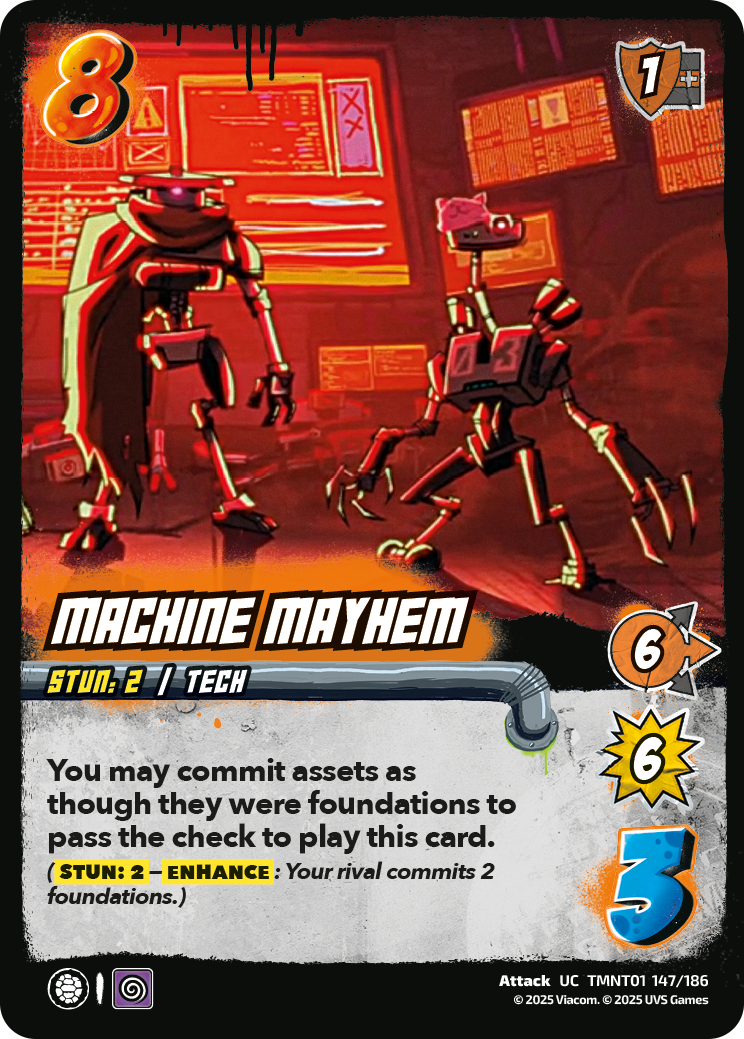 8
1
03
MACHINE MAYHEM
STUN: 2 / TECH
6
6
You may commit assets as
though they were foundations to
pass the check to play this card.
(STUN: 2 – ENHANCE: Your rival commits 2
foundations.)
3
Attack UC TMNT01 147/186
© 2025 Viacom. © 2025 UVS Games